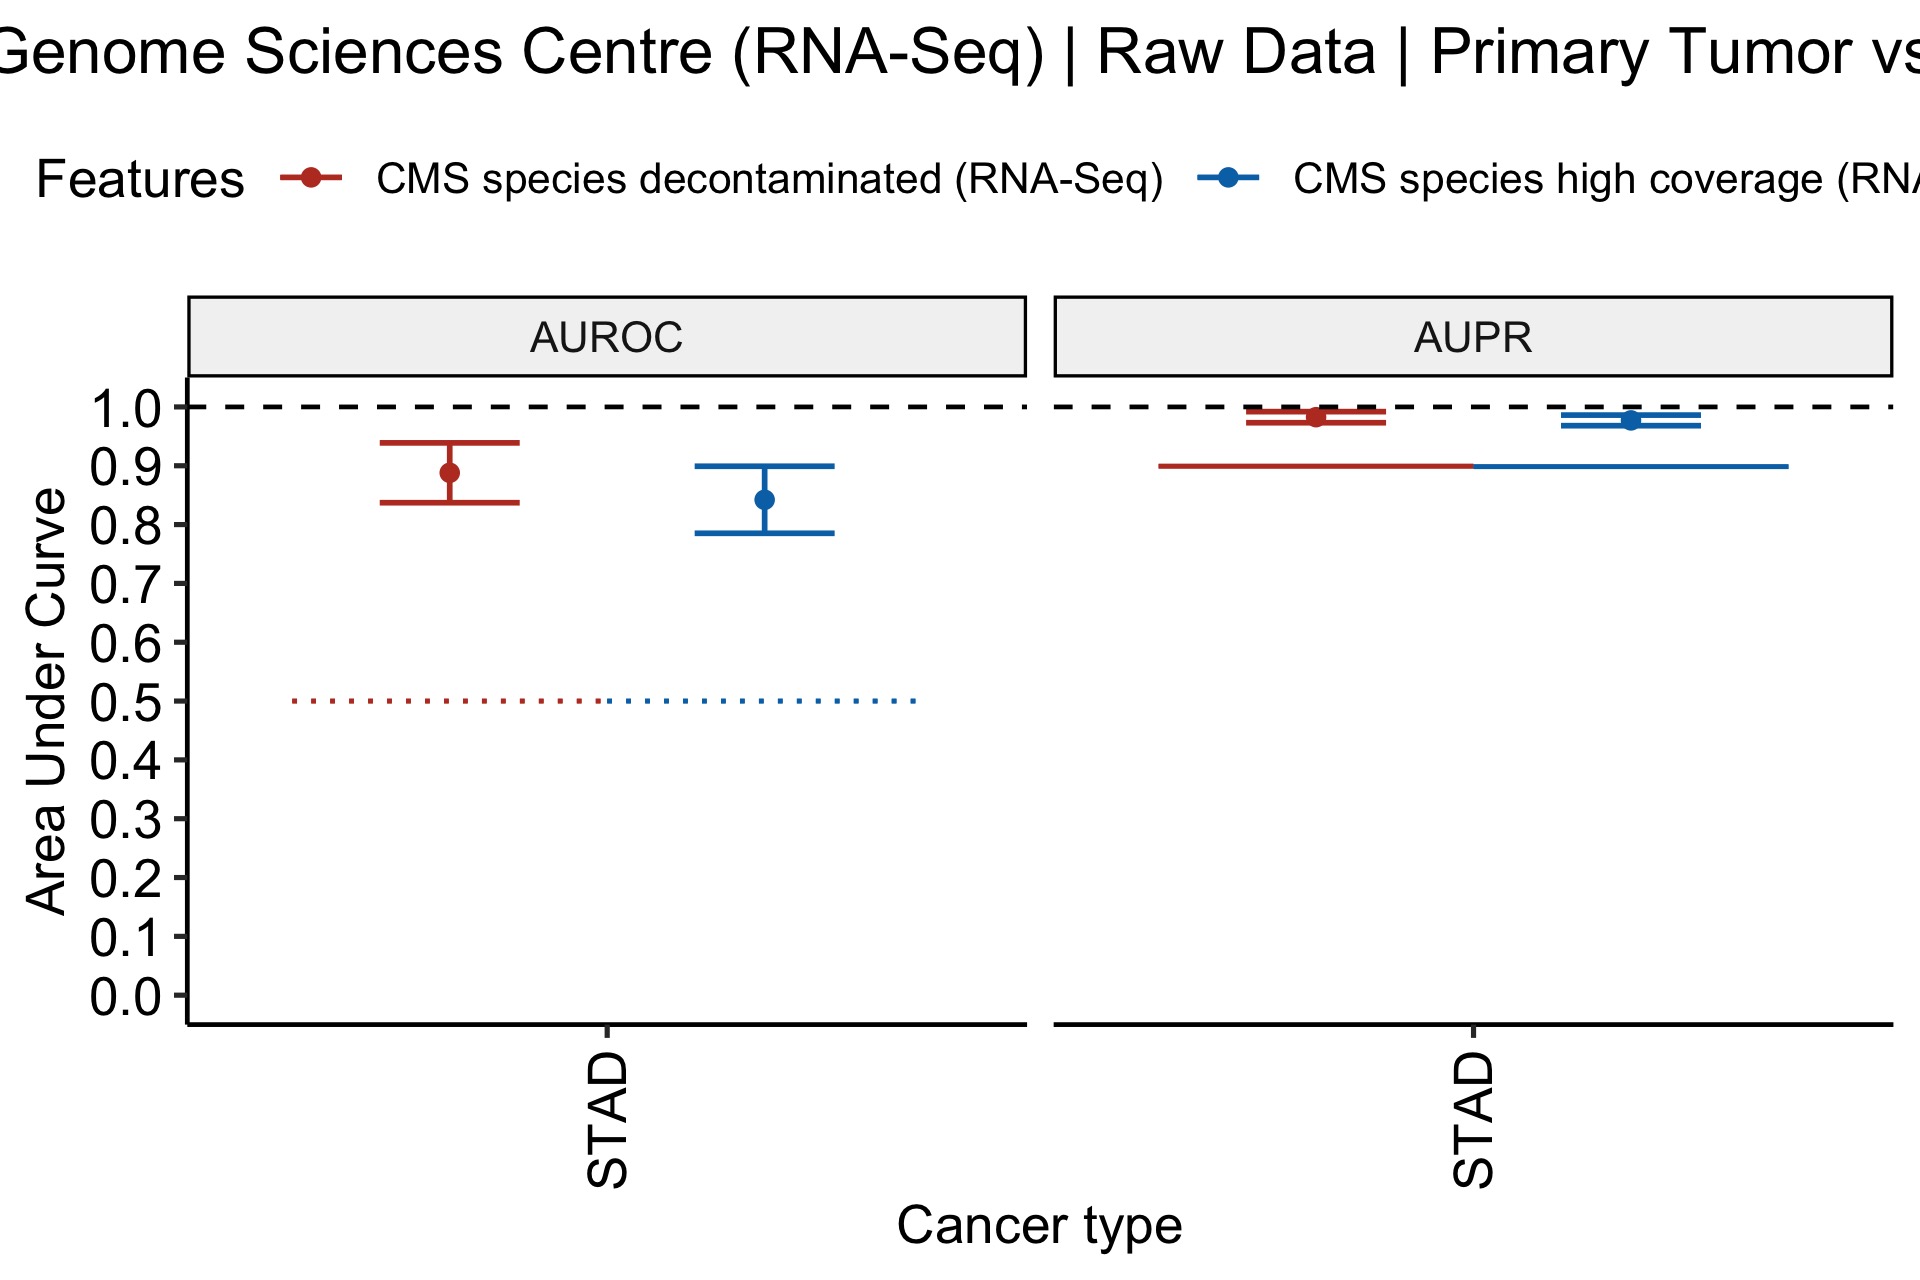 Genome Sciences Centre (RNA-Seq) | Raw Data | Primary Tumor vs
Features CMS species decontaminated (RNA-Seq) CMS species high coverage (RNA
AUROC AUPR
1.0
0.9
0.8
0.7
0.6
0.5
0.4
0.3
0.2
0.1
0.0
Area Under Curve
STAD STAD
Cancer type